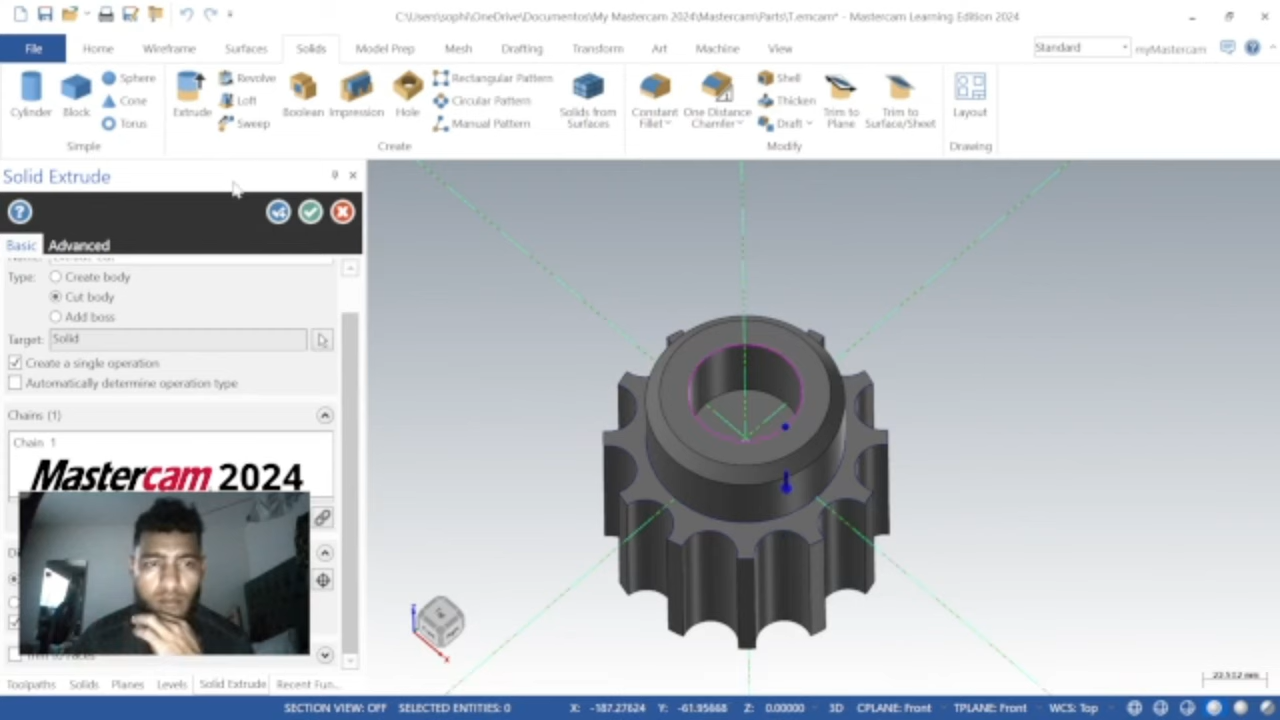 C:\Users\sophi\OneDrive\Documentos\My Mastercam 2024\Mastercam\Parts\T.emcam* - Mastercam Learning Edition 2024
File Home Wireframe Surfaces Solids Model Prep Mesh Drafting Transform Art Machine View Standard myMastercam
Cylinder Block Sphere Cone Torus
Simple
Extrude Revolve Loft Sweep Boolean Impression Hole Rectangular Pattern Circular Pattern Manual Pattern Solids from Surfaces
Create
Constant Fillet One Distance Chamfer Shell Thicken Draft Trim to Plane Trim to Surface/Sheet
Modify
Layout
Drawing
Solid Extrude
Basic Advanced
Type: Create body
Cut body
Add boss
Target: Solid
Create a single operation
Automatically determine operation type
Chains (1)
Chain 1
Mastercam 2024
Toolpaths Solids Planes Levels Solid Extrude Recent Fun...
22.512 mm
SECTION VIEW: OFF SELECTED ENTITIES: 0 X: -187.27624 Y: -61.95668 Z: 0.00000 3D CPLANE: Front TPLANE: Front WCS: Top